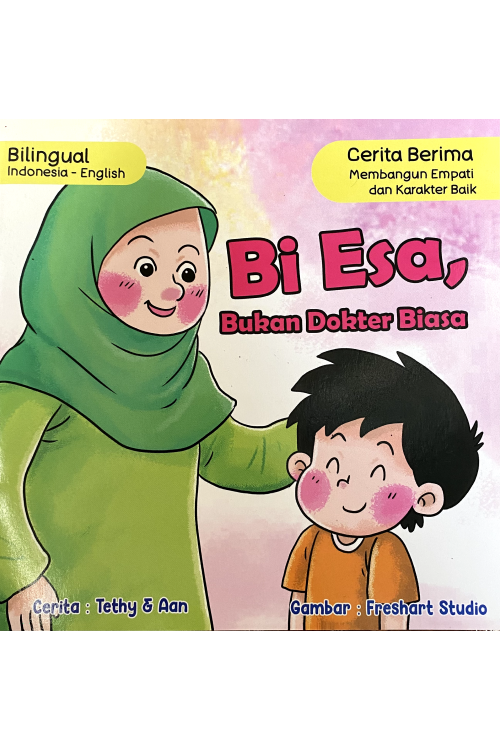 Bilingual
Indonesia - English
Cerita Berima
Membangun Empati
dan Karakter Baik
Bi Esa,
Bukan Dokter Biasa
Cerita : Tethy & Aan
Gambar : Freshart Studio